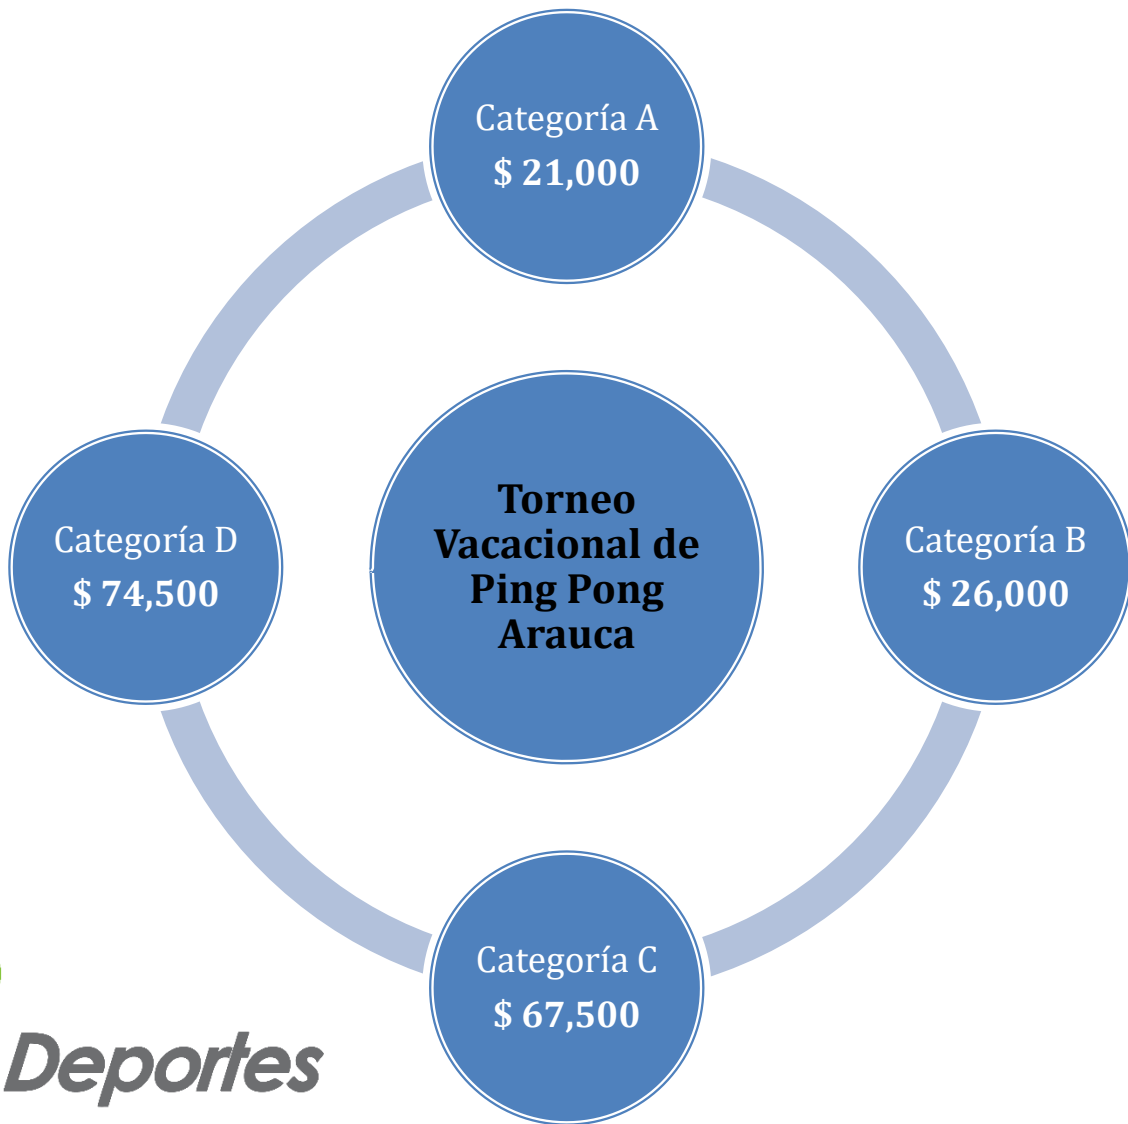 Categoría A
$ 21,000
Torneo
Vacacional de
Ping Pong
Arauca
Categoría D
$ 74,500
Categoría B
$ 26,000
Categoría C
$ 67,500
Deportes